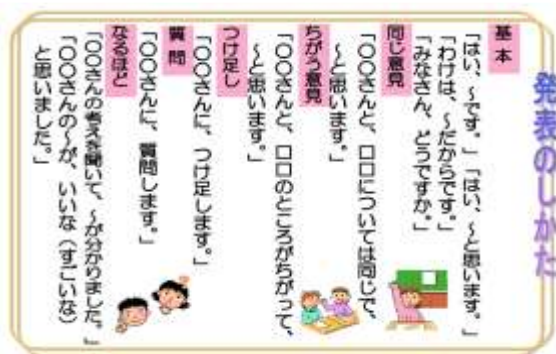 発表のしかた
基本
「はい、~です。」「はい、~と思います。」
「わけは、~だからです。」
「みなさん、どうですか。」
同じ意見
「〇〇さんと、口口については同じで、
~と思います。」
ちがう意見
「〇〇さんと、口口のところがちがって、
~と思います。」
つけ足し
「〇〇さんに、つけ足します。」
質問
「〇〇さんに、質問します。」
なるほど
「〇〇さんの考えを聞いて、~が分かりました。」
「〇〇さんの~が、いいな(すごいな)
と思いました。」